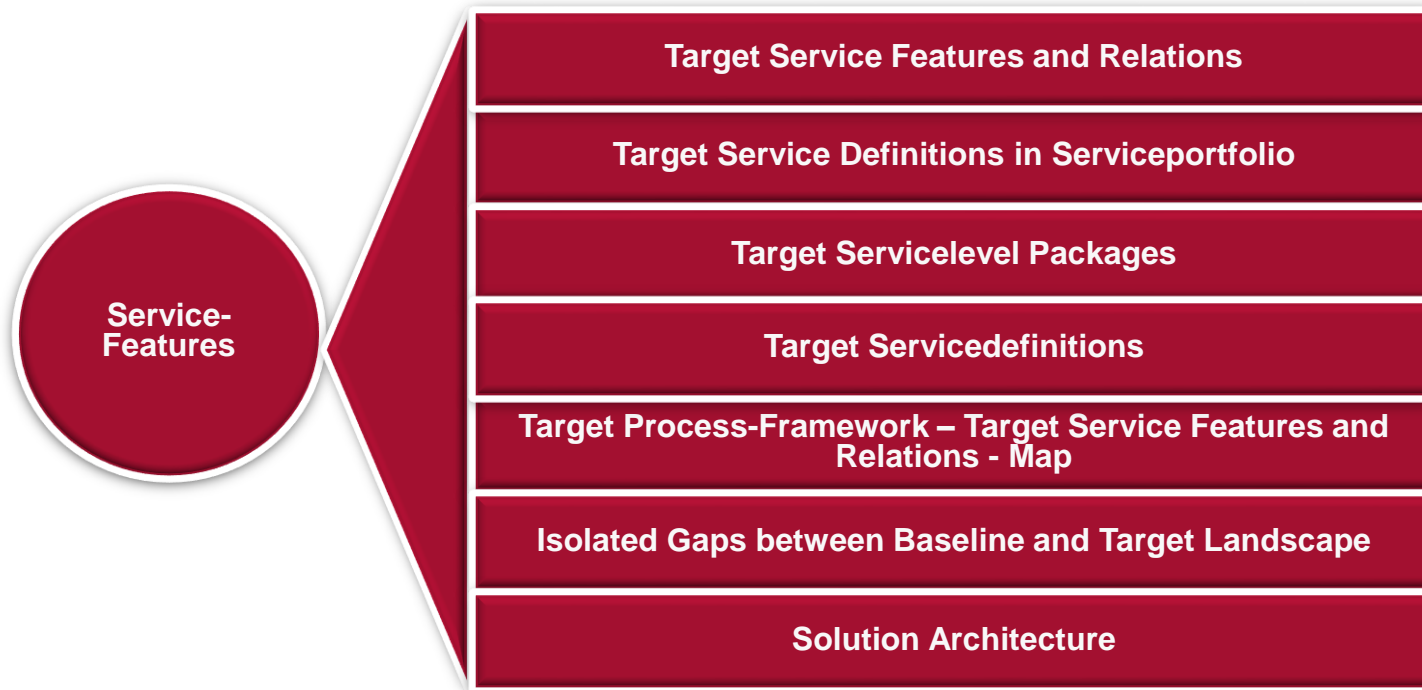 Target Service Features and Relations
Target Service Definitions in Serviceportfolio
Target Servicelevel Packages
Service-
Features
Target Servicedefinitions
Target Process-Framework – Target Service Features and
Relations - Map
Isolated Gaps between Baseline and Target Landscape
Solution Architecture